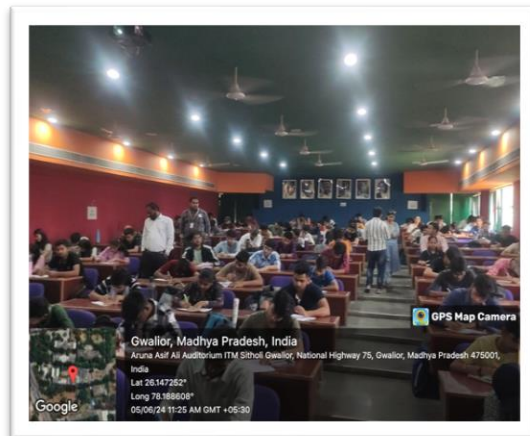 GPS Map Camera
Gwalior, Madhya Pradesh, India
Aruna Asif Ali Auditorium ITM Sitholi Gwalior, National Highway 75, Gwalior, Madhya Pradesh 475001,
India
Lat 26.147252°
Long 78.168608°
05/06/24 11:25 AM GMT +05:30
Google